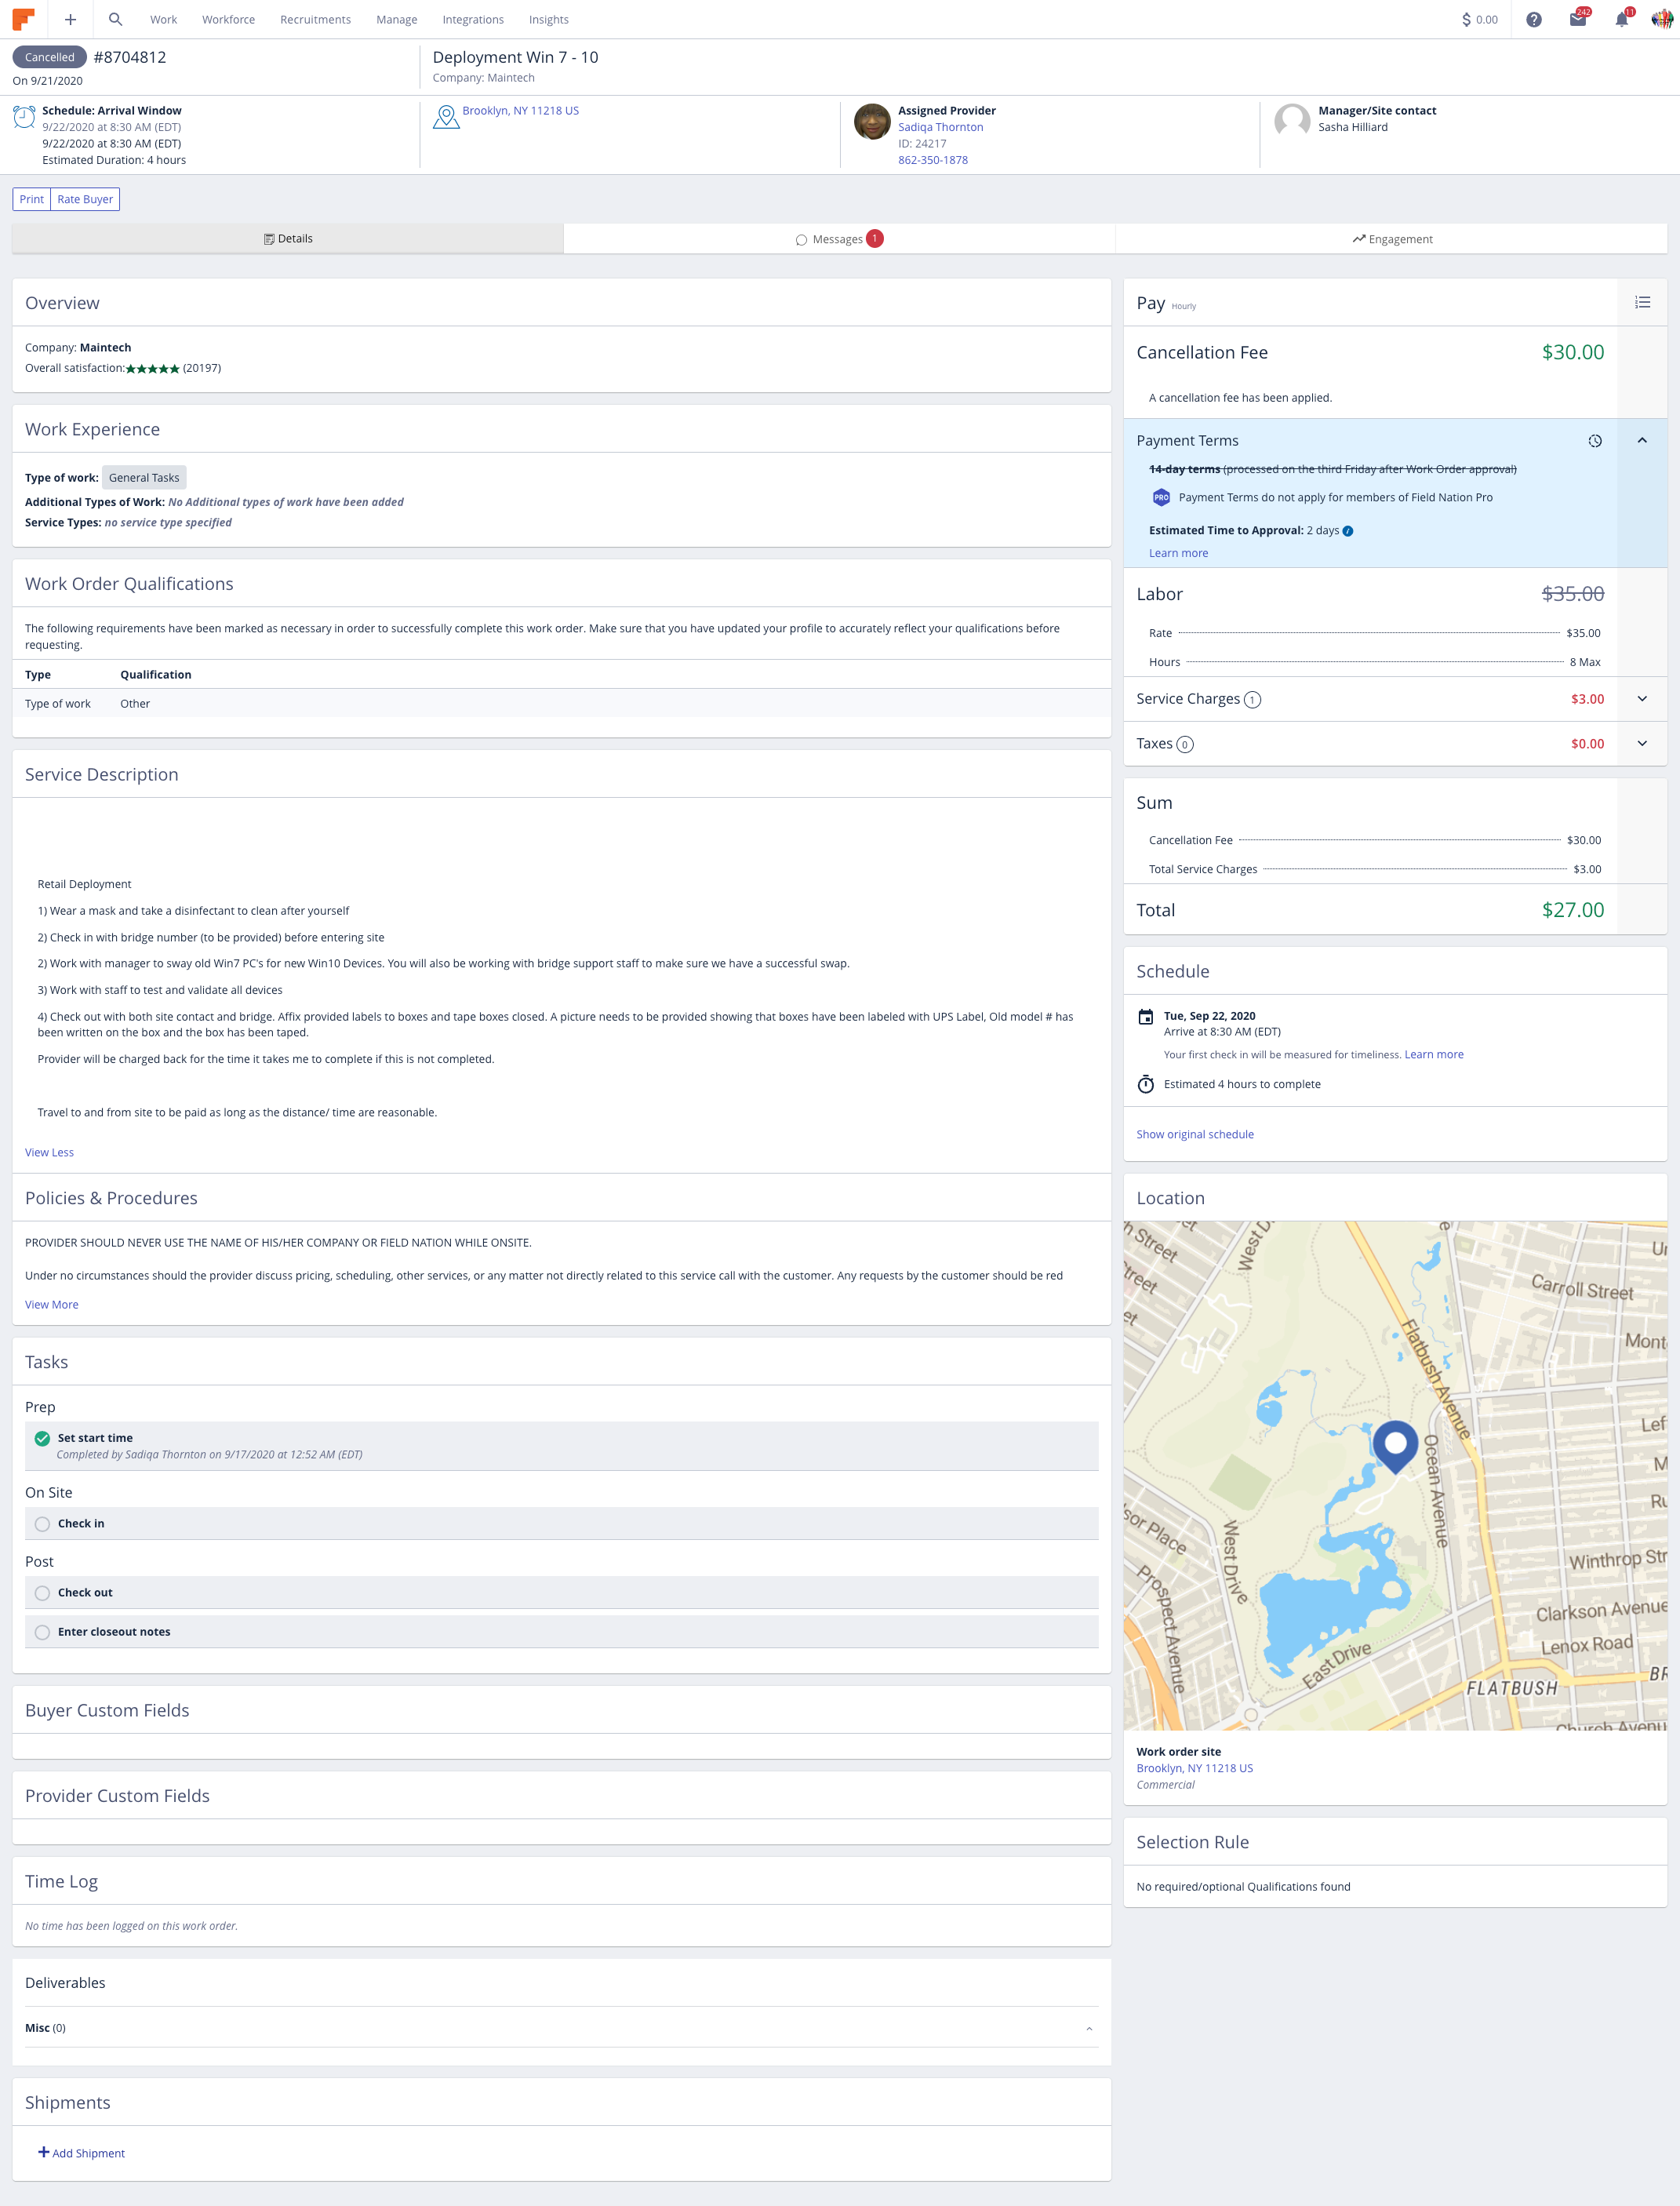 Work Workforce Recruitments Manage Integrations Insights $ 0.00 242 11
Cancelled #8704812
On 9/21/2020
Deployment Win 7 - 10
Company: Maintech
Schedule: Arrival Window
9/22/2020 at 8:30 AM (EDT)
9/22/2020 at 8:30 AM (EDT)
Estimated Duration: 4 hours
Brooklyn, NY 11218 US
Assigned Provider
Sadiqa Thornton
ID: 24217
862-350-1878
Manager/Site contact
Sasha Hilliard
Print Rate Buyer
Details Messages 1 Engagement
Overview
Company: Maintech
Overall satisfaction:★★★★★ (20197)
Work Experience
Type of work: General Tasks
Additional Types of Work: No Additional types of work have been added
Service Types: no service type specified
Work Order Qualifications
The following requirements have been marked as necessary in order to successfully complete this work order. Make sure that you have updated your profile to accurately reflect your qualifications before
requesting.
Type Qualification
Type of work Other
Service Description
Retail Deployment
1) Wear a mask and take a disinfectant to clean after yourself
2) Check in with bridge number (to be provided) before entering site
2) Work with manager to sway old Win7 PC's for new Win10 Devices. You will also be working with bridge support staff to make sure we have a successful swap.
3) Work with staff to test and validate all devices
4) Check out with both site contact and bridge. Affix provided labels to boxes and tape boxes closed. A picture needs to be provided showing that boxes have been labeled with UPS Label, Old model # has
been written on the box and the box has been taped.
Provider will be charged back for the time it takes me to complete if this is not completed.
Travel to and from site to be paid as long as the distance/ time are reasonable.
View Less
Policies & Procedures
PROVIDER SHOULD NEVER USE THE NAME OF HIS/HER COMPANY OR FIELD NATION WHILE ONSITE.
Under no circumstances should the provider discuss pricing, scheduling, other services, or any matter not directly related to this service call with the customer. Any requests by the customer should be red
View More
Tasks
Prep
Set start time
Completed by Sadiqa Thornton on 9/17/2020 at 12:52 AM (EDT)
On Site
Check in
Post
Check out
Enter closeout notes
Buyer Custom Fields
Provider Custom Fields
Time Log
No time has been logged on this work order.
Deliverables
Misc (0)
Shipments
Add Shipment
Pay Hourly
Cancellation Fee $30.00
A cancellation fee has been applied.
Payment Terms
14-day terms (processed on the third Friday after Work Order approval)
PRO Payment Terms do not apply for members of Field Nation Pro
Estimated Time to Approval: 2 days
Learn more
Labor $35.00
Rate $35.00
Hours 8 Max
Service Charges 1 $3.00
Taxes 0 $0.00
Sum
Cancellation Fee $30.00
Total Service Charges $3.00
Total $27.00
Schedule
Tue, Sep 22, 2020
Arrive at 8:30 AM (EDT)
Your first check in will be measured for timeliness. Learn more
Estimated 4 hours to complete
Show original schedule
Location
h Street
West D
Carroll Street
Flatbush Avenue
Mont
Lef
Ocean Avenue
sor Place
West Drive
Prospect Avenue
Winthrop Str
Clarkson Avenue
Lenox Road
East Drive
FLATBUSH
Church Avenu
Work order site
Brooklyn, NY 11218 US
Commercial
Selection Rule
No required/optional Qualifications found